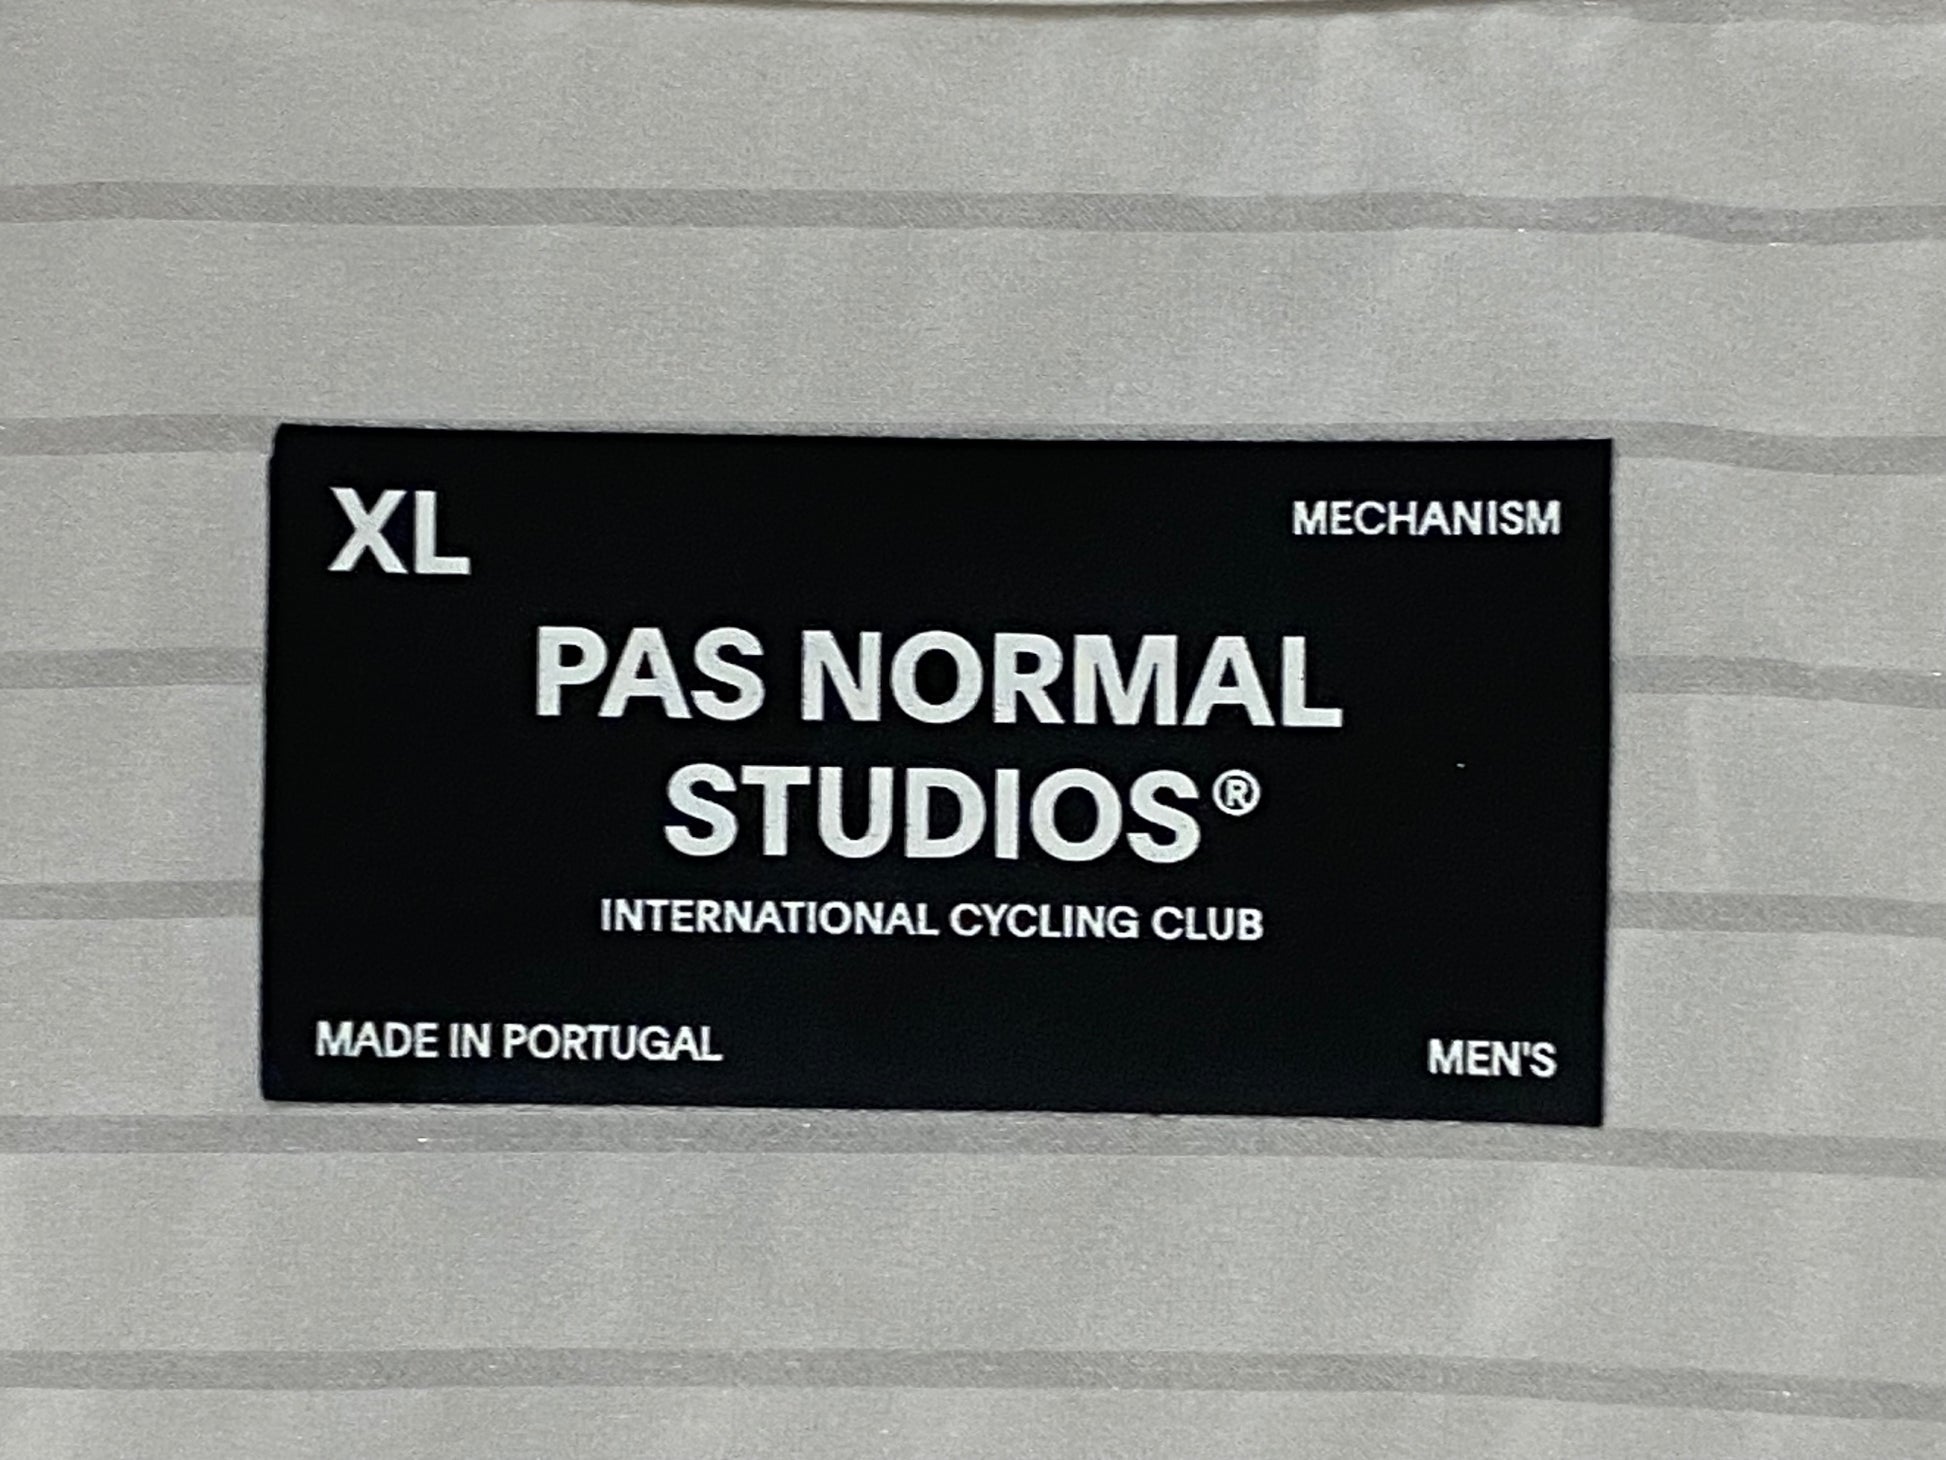 XL
MECHANISM
PAS NORMAL
STUDIOS®
INTERNATIONAL CYCLING CLUB
MADE IN PORTUGAL
MEN'S